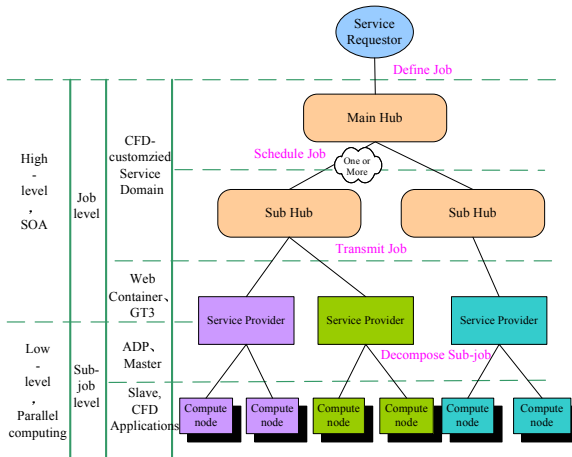 Service
Requestor
Define Job
Main Hub
CFD-
customzied
Service
Domain
High
-
level
，
SOA
Job
level
Schedule Job
One or
More
Sub Hub
Sub Hub
Transmit Job
Web
Container、
GT3
Service Provider
Service Provider
Service Provider
Low
-
level
，
Parallel
computing
Sub-
job
level
ADP、
Master
Decompose Sub-job
Slave,
CFD
Applications
Compute
node
Compute
node
Compute
node
Compute
node
Compute
node
Compute
node